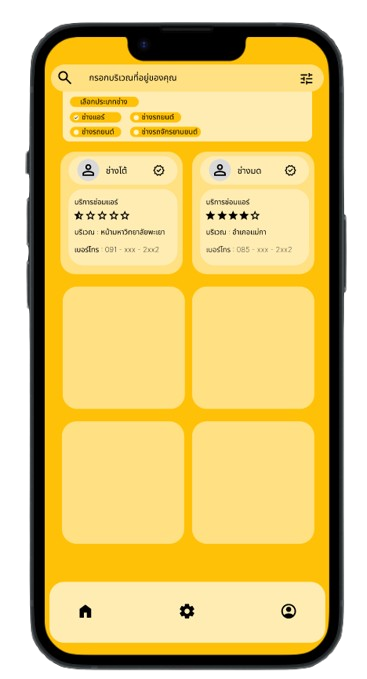 กรอกบริเวณที่อยู่ของคุณ
เลือกประเภทช่าง
ช่างแอร์ ช่างรถยนต์
ช่างรถยนต์ ช่างรถจักรยานยนต์
ช่างโต้ ช่างมด
บริการซ่อมแอร์ บริการซ่อมแอร์
บริเวณ : หน้ามหาวิทยาลัยพะเยา บริเวณ : อำเภอแม่กา
เบอร์โทร : 091 - xxx - 2xx2 เบอร์โทร : 085 - xxx - 2xx2